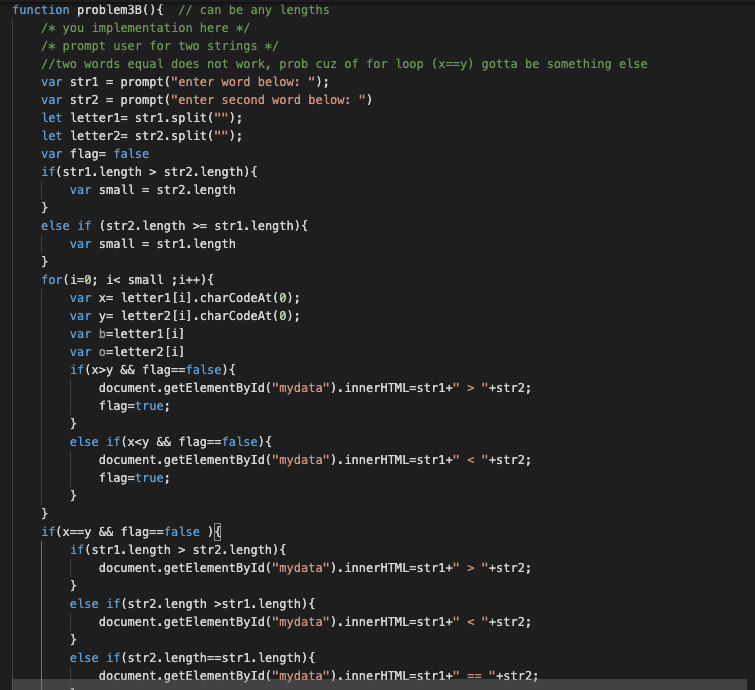 function problem3B(){  // can be any lengths
    /* you implementation here */
    /* prompt user for two strings */
    //two words equal does not work, prob cuz of for loop (x==y) gotta be something else
    var str1 = prompt("enter word below: ");
    var str2 = prompt("enter second word below: ")
    let letter1= str1.split("");
    let letter2= str2.split("");
    var flag= false
    if(str1.length > str2.length){
        var small = str2.length
    }
    else if (str2.length >= str1.length){
        var small = str1.length
    }
    for(i=0; i< small ;i++){
        var x= letter1[i].charCodeAt(0);
        var y= letter2[i].charCodeAt(0);
        var b=letter1[i]
        var o=letter2[i]
        if(x>y && flag==false){
            document.getElementById("mydata").innerHTML=str1+" > "+str2;
            flag=true;
        }
        else if(x<y && flag==false){
            document.getElementById("mydata").innerHTML=str1+" < "+str2;
            flag=true;
        }
    }
    if(x==y && flag==false ){
        if(str1.length > str2.length){
            document.getElementById("mydata").innerHTML=str1+" > "+str2;
        }
        else if(str2.length >str1.length){
            document.getElementById("mydata").innerHTML=str1+" < "+str2;
        }
        else if(str2.length==str1.length){
            document.getElementById("mydata").innerHTML=str1+" == "+str2;